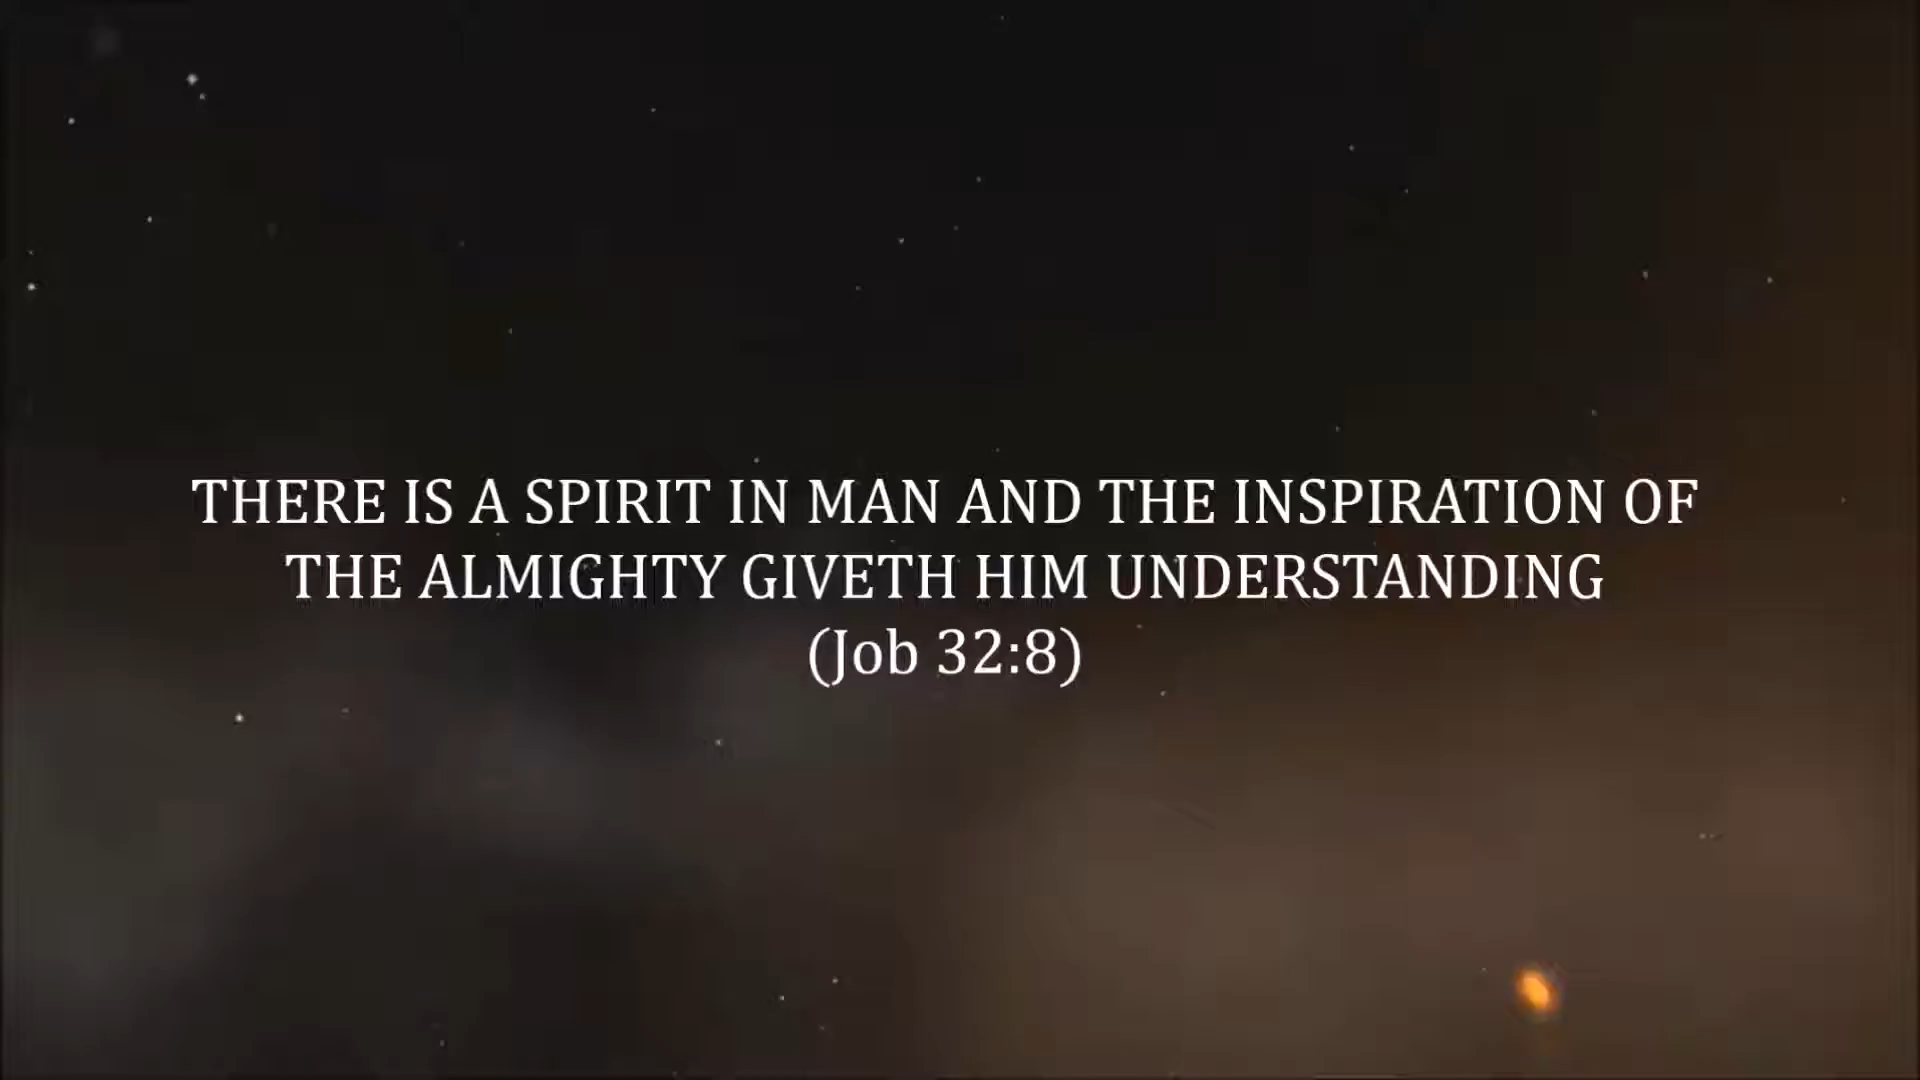 THERE IS A SPIRIT IN MAN AND THE INSPIRATION OF
THE ALMIGHTY GIVETH HIM UNDERSTANDING
(Job 32:8)